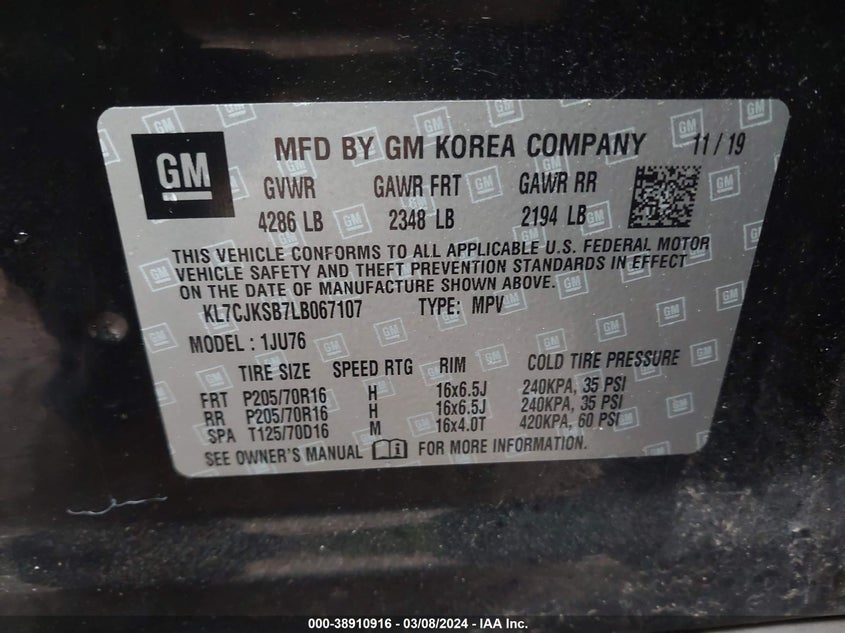 GM
MFD BY GM KOREA COMPANY 11/19
GVWR GAWR FRT GAWR RR
4286 LB 2348 LB 2194 LB
THIS VEHICLE CONFORMS TO ALL APPLICABLE U.S. FEDERAL MOTOR
VEHICLE SAFETY AND THEFT PREVENTION STANDARDS IN EFFECT
ON THE DATE OF MANUFACTURE SHOWN ABOVE.
KL7CJKSB7LB067107 TYPE: MPV
MODEL : 1JU76
TIRE SIZE SPEED RTG RIM COLD TIRE PRESSURE
FRT P205/70R16 H 16x6.5J 240KPA, 35 PSI
RR P205/70R16 H 16x6.5J 240KPA, 35 PSI
SPA T125/70D16 M 16x4.0T 420KPA, 60 PSI
SEE OWNER'S MANUAL FOR MORE INFORMATION.
000-38910916 - 03/08/2024 - IAA Inc.